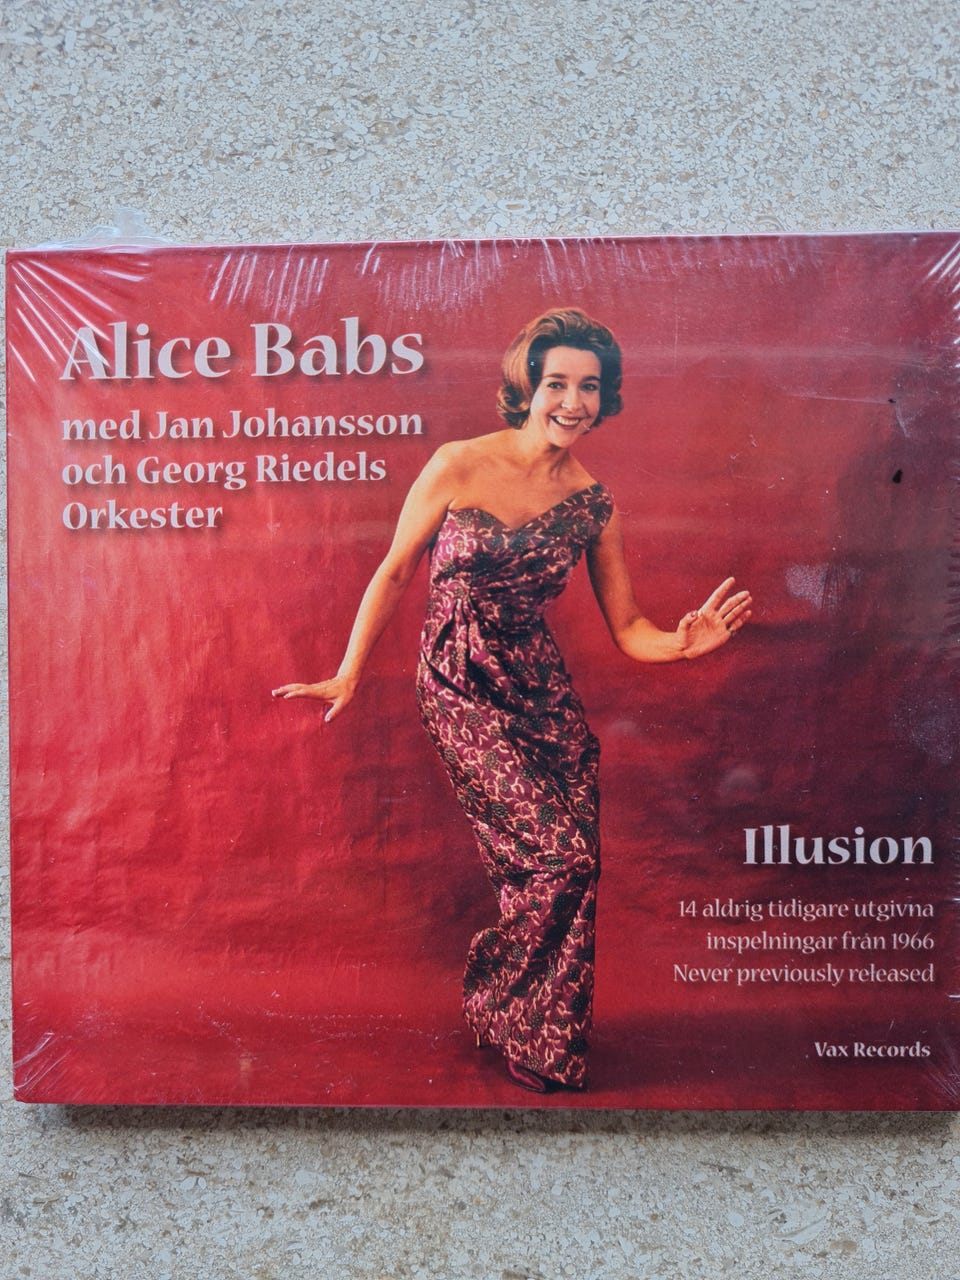 Alice Babs
med Jan Johansson
och Georg Riedels
Orkester
Illusion
14 aldrig tidigare utgivna
inspelningar från 1966
Never previously released
Vax Records